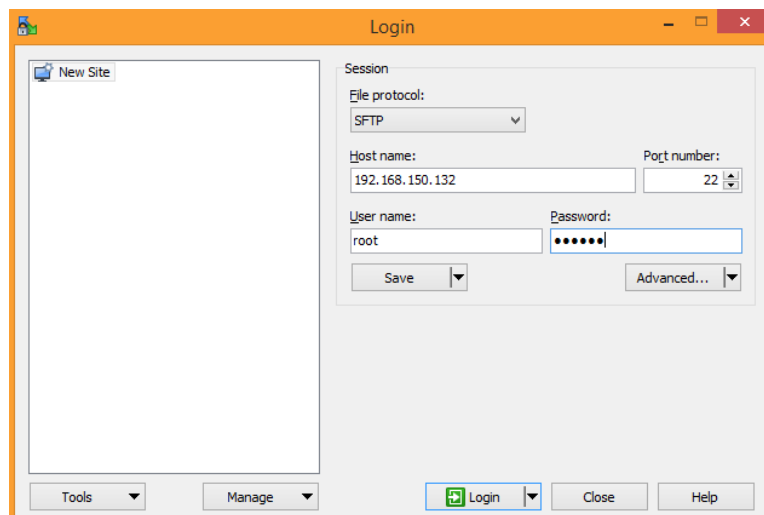 Login
New Site
Session
File protocol:
SFTP
Host name:
Port number:
192.168.150.132
22
User name:
Password:
root
••••••
Save
Advanced...
Tools
Manage
Login
Close
Help